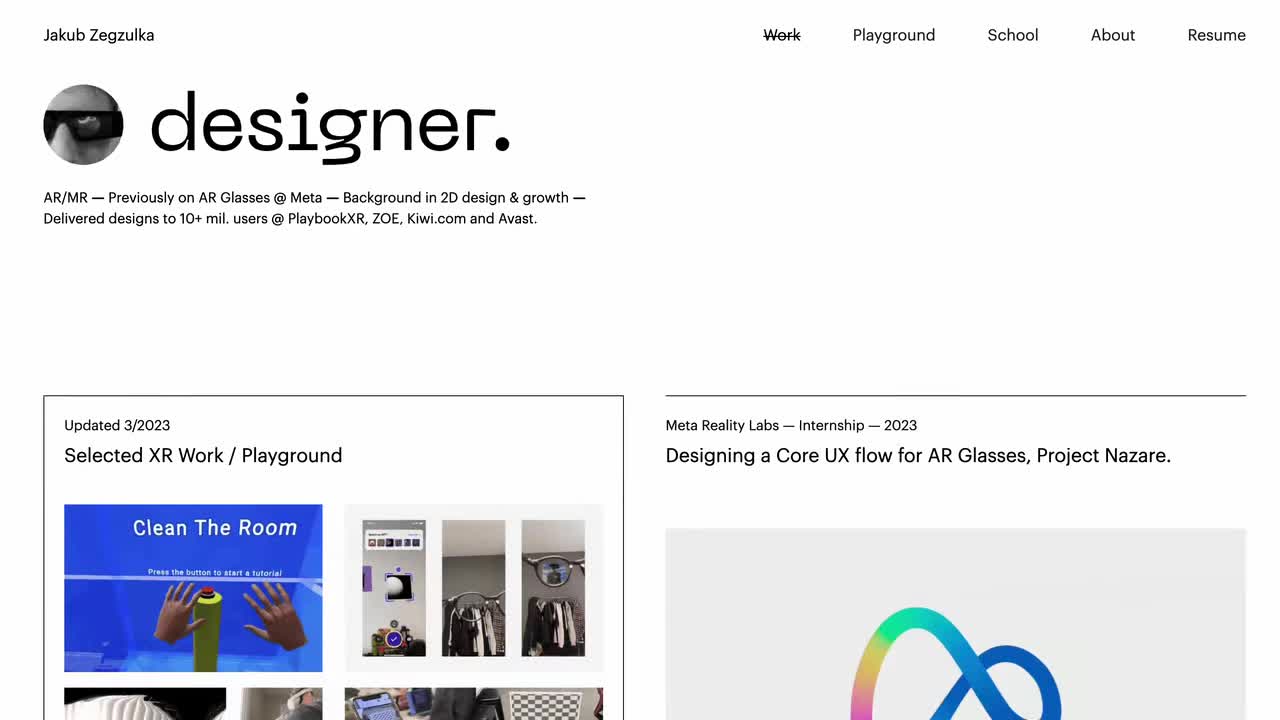 Jakub Zegzulka
Work
Playground
School
About
Resume
designer.
AR/MR — Previously on AR Glasses @ Meta — Background in 2D design & growth —
Delivered designs to 10+ mil. users @ PlaybookXR, ZOE, Kiwi.com and Avast.
Updated 3/2023
Selected XR Work / Playground
Clean The Room
Press the button to start a tutorial
Meta Reality Labs — Internship — 2023
Designing a Core UX flow for AR Glasses, Project Nazare.